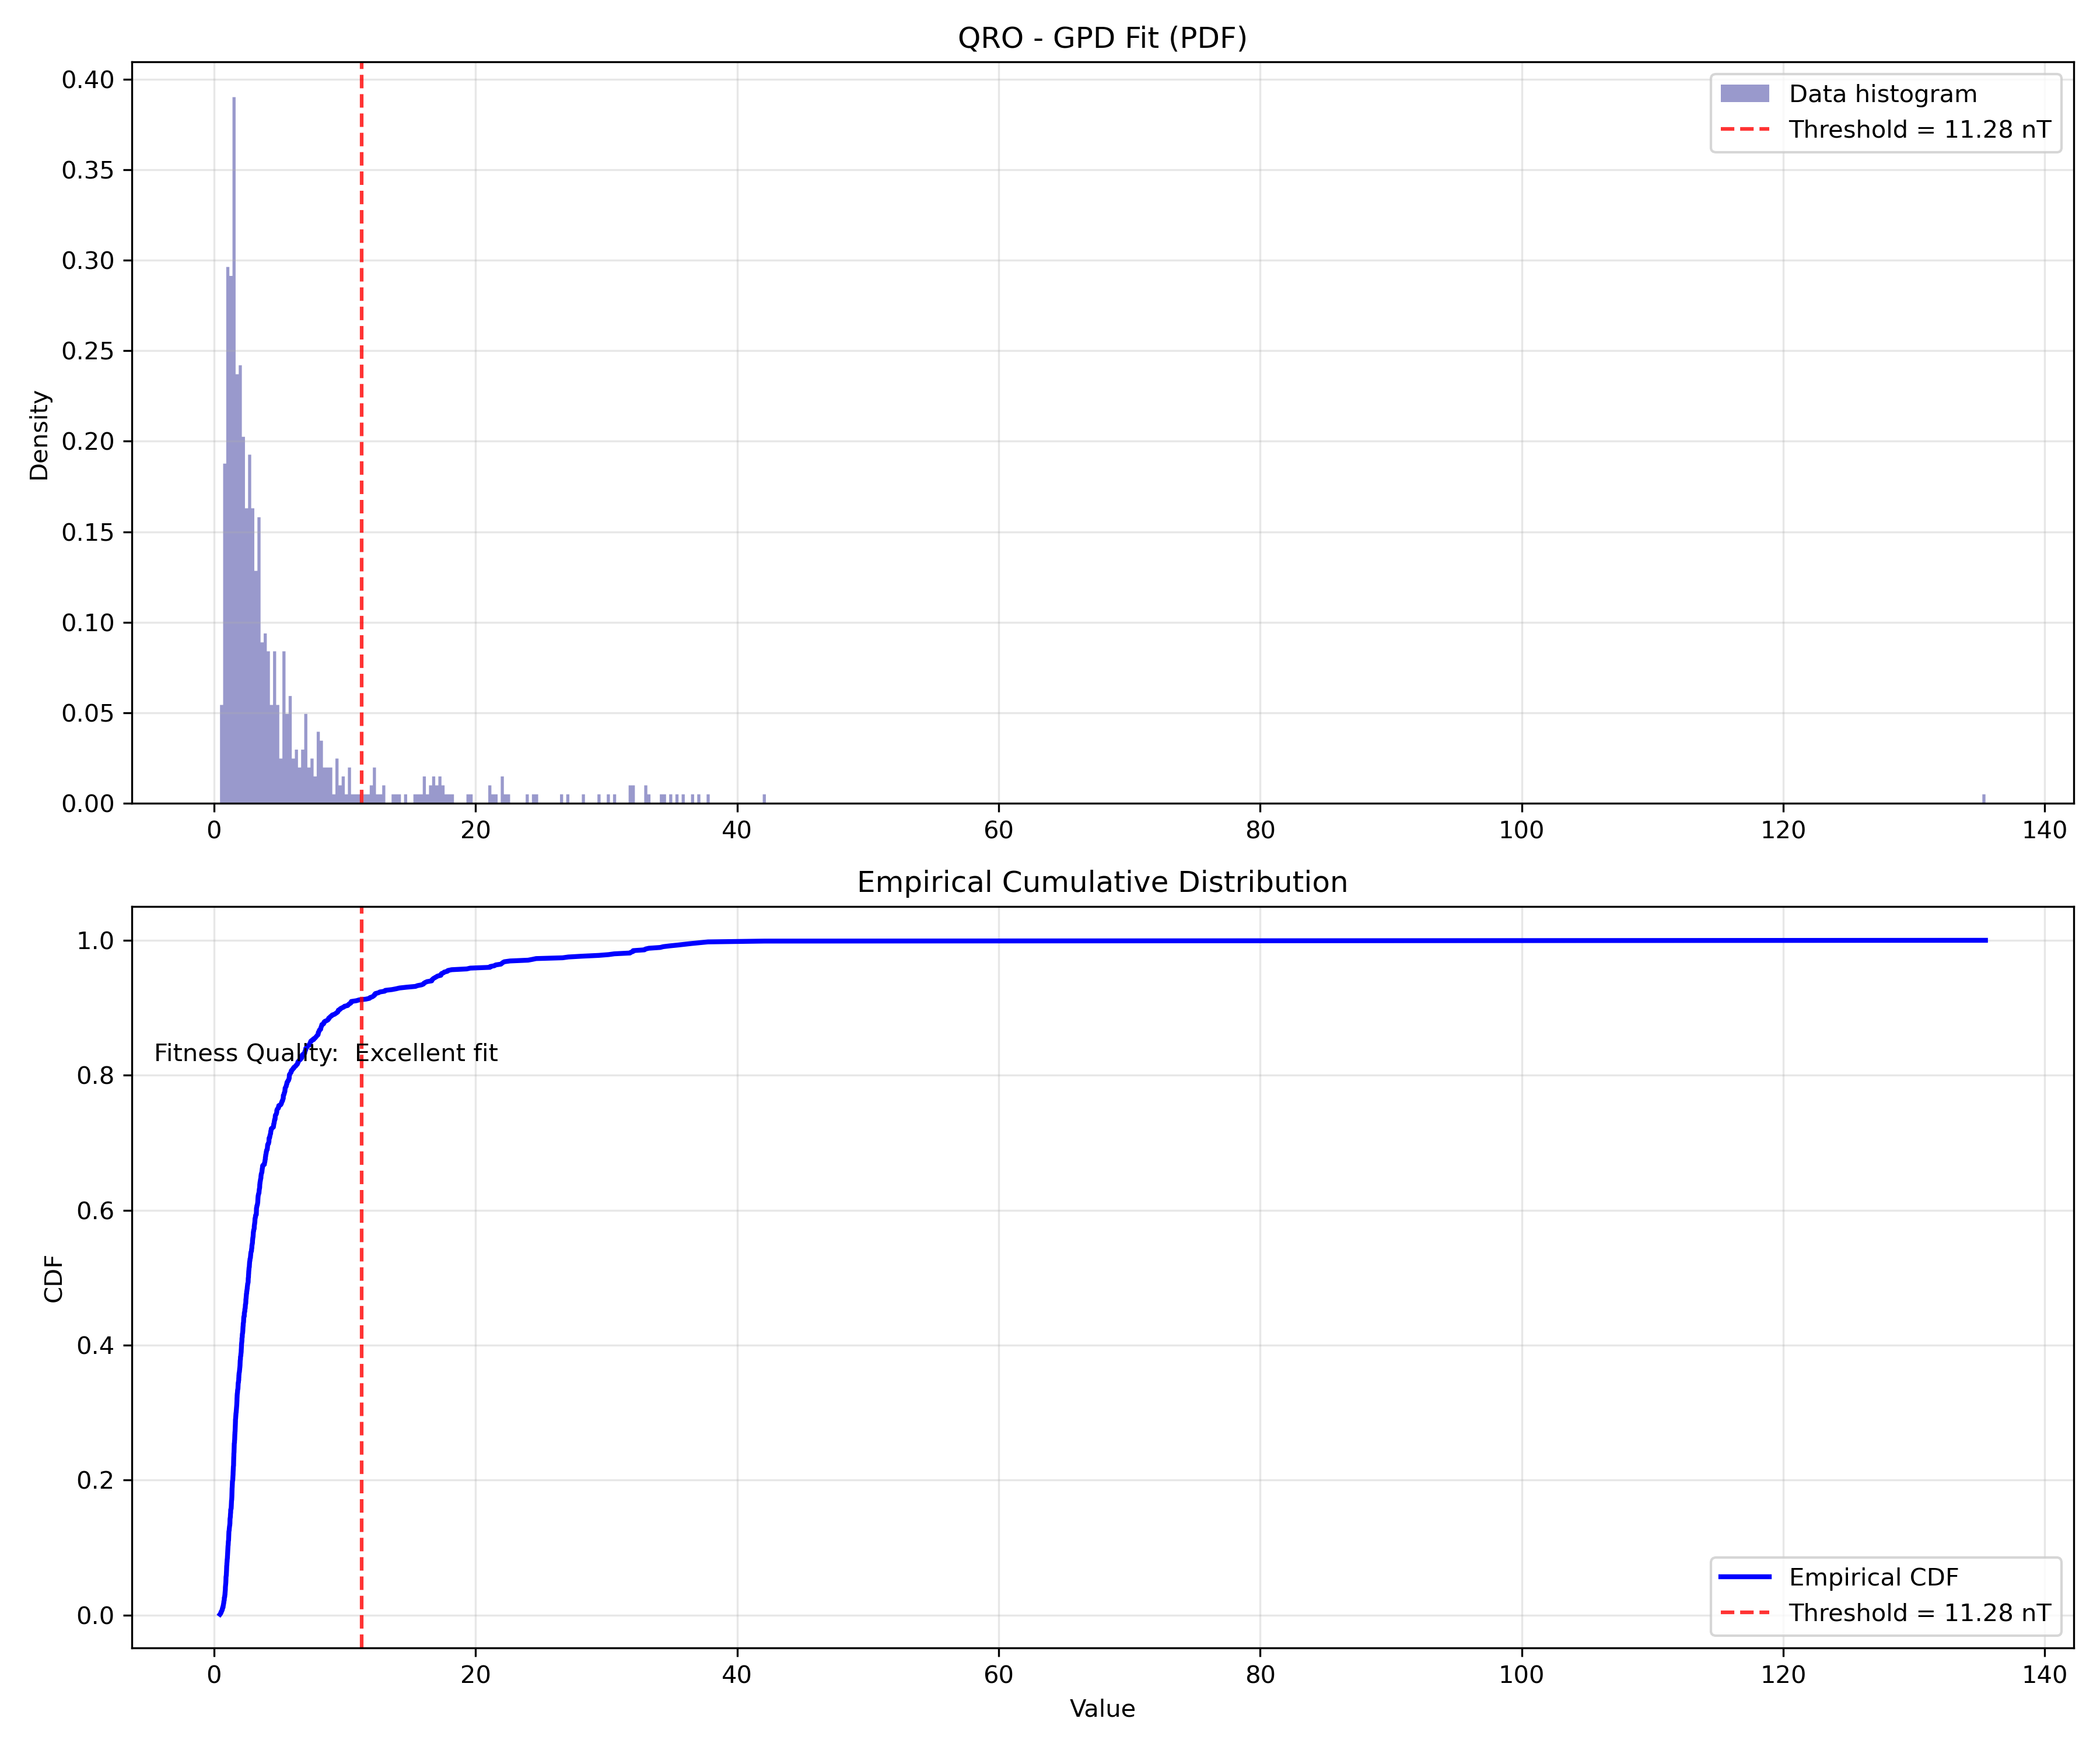 QRO - GPD Fit (PDF)
Density
0.40
0.35
0.30
0.25
0.20
0.15
0.10
0.05
0.00
Data histogram
Threshold = 11.28 nT
0 20 40 60 80 100 120 140
Empirical Cumulative Distribution
CDF
1.0
0.8
0.6
0.4
0.2
0.0
Fitness Quality: Excellent fit
Empirical CDF
Threshold = 11.28 nT
0 20 40 60 80 100 120 140
Value